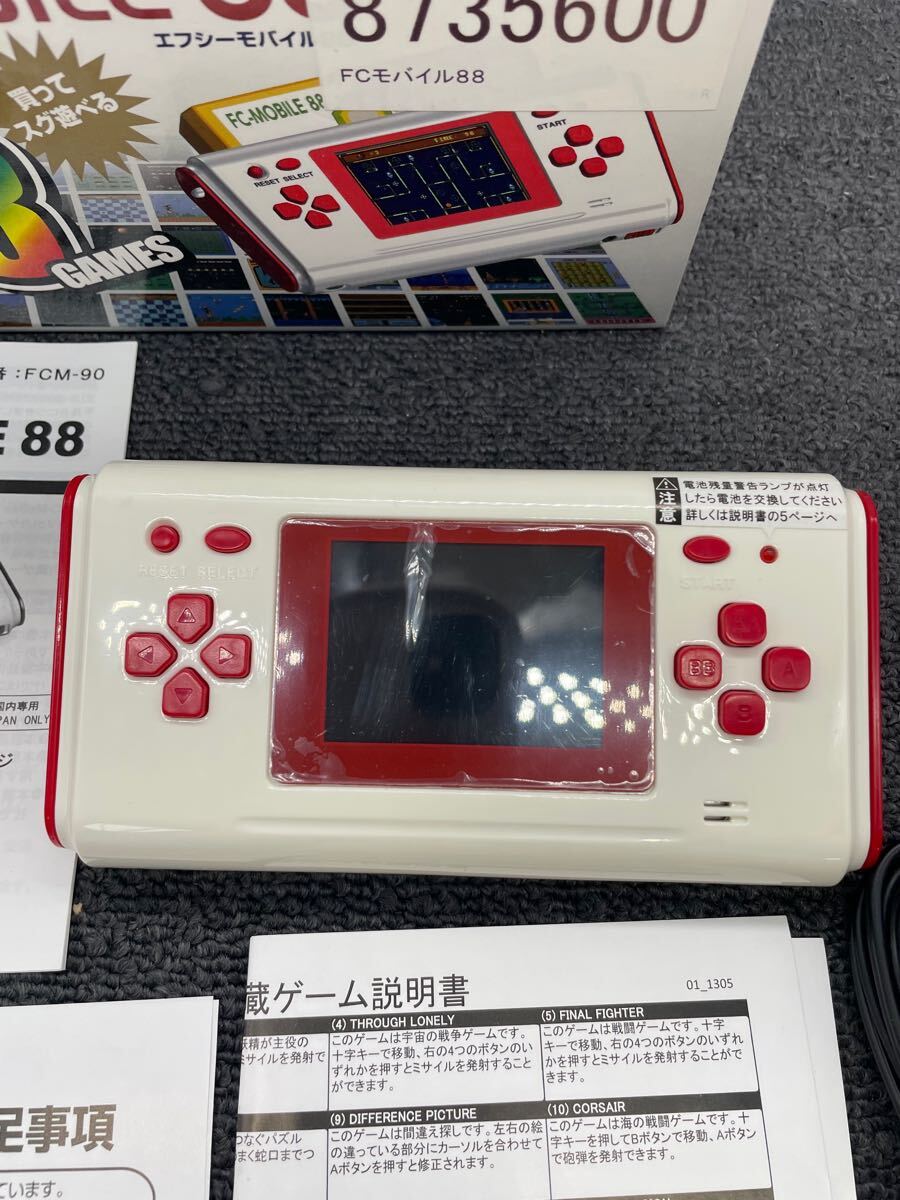 8735600
エフシーモバイル
FCモバイル88
買って
スグ遊べる
FC-MOBILE 88
START
RESET SELECT
GAMES
:FCM-90
88
電池残量警告ランプが点灯
したら電池を交換してください
詳しくは説明書の5ページへ
注意
RESET SELECT
START
A
BB
A
B
国内専用
PAN ONLY
ジ
蔵ゲーム説明書
01_1305
(4) THROUGH LONELY
(5) FINAL FIGHTER
妖精が主役の
ミサイルを発射で
このゲームは宇宙の戦争ゲームです。
十字キーで移動、右の4つのボタンのい
ずれかを押すとミサイルを発射すること
ができます。
このゲームは戦闘ゲームです。十字
キーで移動、右の4つのボタンのいずれ
かを押すとミサイルを発射することがで
きます。
(9) DIFFERENCE PICTURE
(10) CORSAIR
つなぐパズル
まく蛇口までつ
このゲームは間違え探しです。左右の絵
の違っている部分にカーソルを合わせて
Aボタンを押すと修正されます。
このゲームは海の戦闘ゲームです。十
字キーを押してBボタンで移動、Aボタン
で砲弾を発射できます。
足事項
ています。